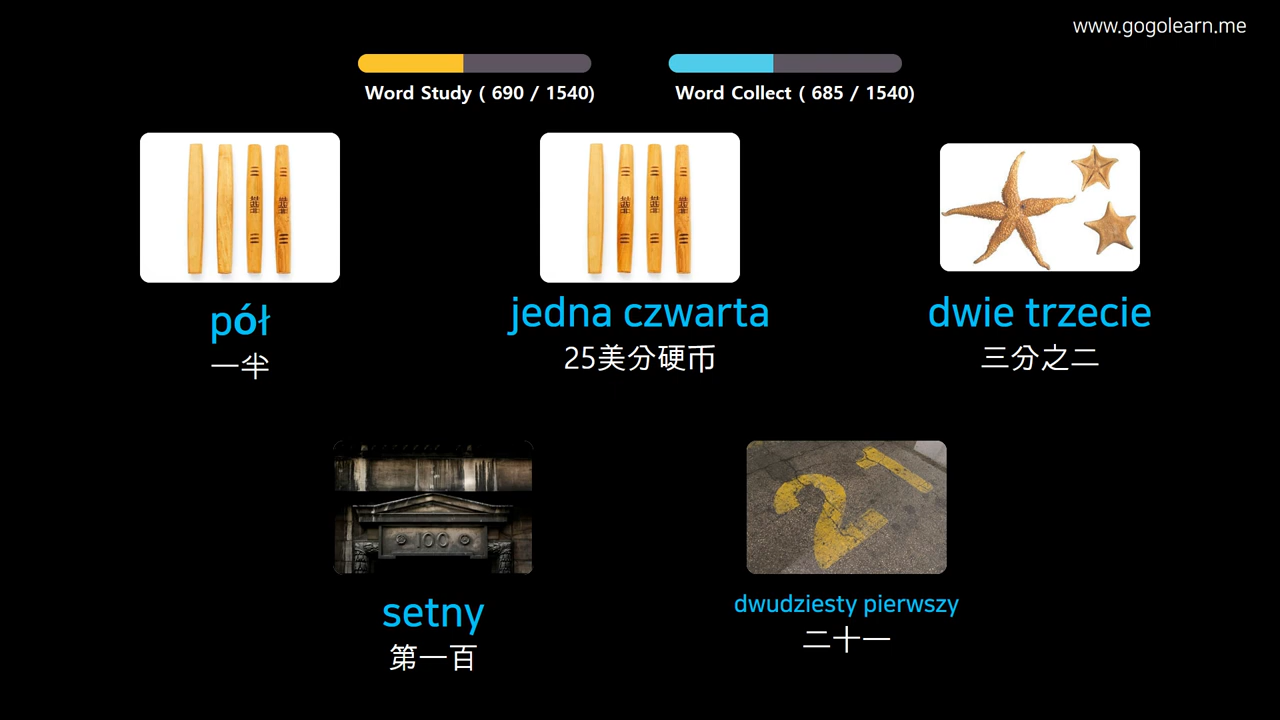 www.gogolearn.me
Word Study ( 690 / 1540)
Word Collect ( 685 / 1540)
pół
一半
jedna czwarta
25美分硬币
dwie trzecie
三分之二
100
setny
第一百
21
dwudziesty pierwszy
二十一